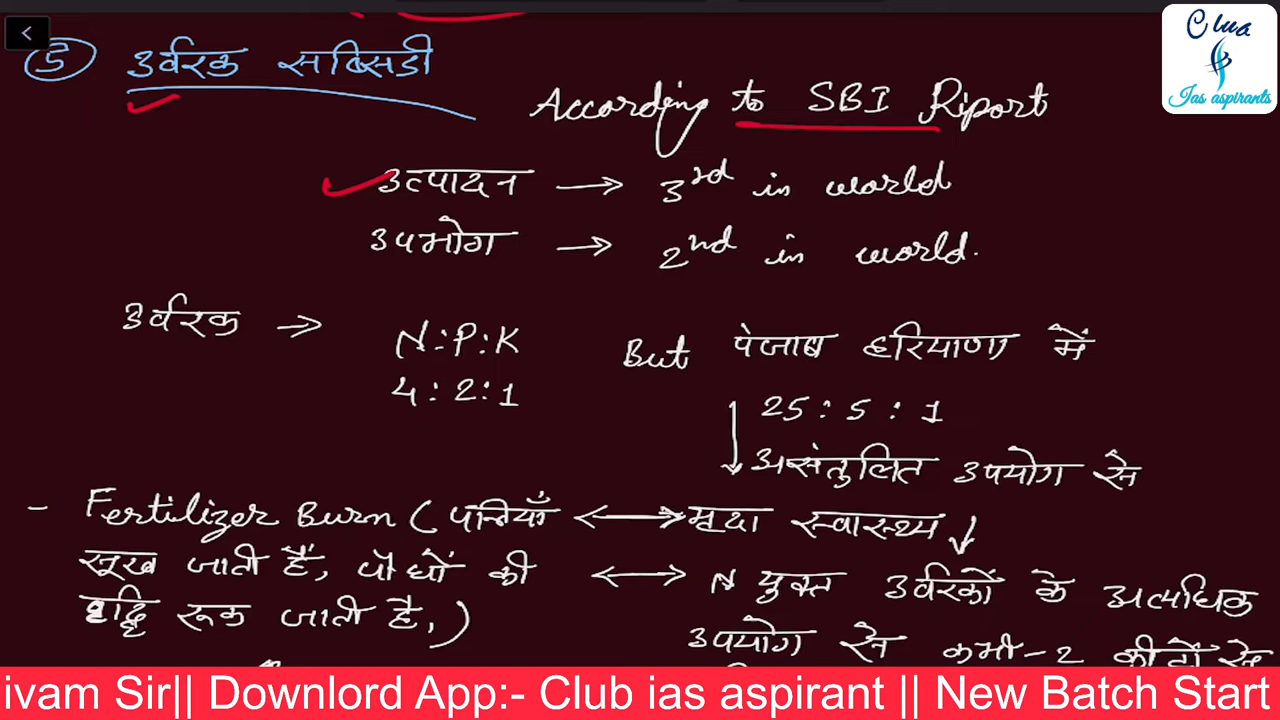 Club
Ias aspirants
⑤ उर्वरक सब्सिडी
According to SBI Riport
उत्पादन → 3rd in world
उपभोग → 2nd in world.
उर्वरक ⇒ N:P:K But पंजाब हरियाणा में
4:2:1 25:5:1
असंतुलित उपयोग से
- Fertilizer Burn (पत्तियाँ ↔ मृदा स्वास्थ्य ↓
सूख जाती हैं, पौधों की ↔ N युक्त उर्वरकों के अत्यधिक
वृद्धि रूक जाती है,) उपयोग से कभी-2 कीटों से
ivam Sir|| Downlord App:- Club ias aspirant || New Batch Start